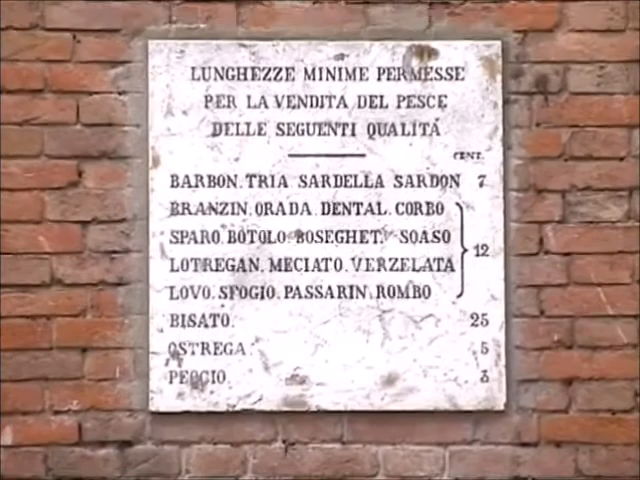 LUNGHEZZE MINIME PERMESSE
PER LA VENDITA DEL PESCE
DELLE SEGUENTI QUALITÁ
CENT.
BARBON.TRIA SARDELLA SARDON 7
BRANZIN.ORADA.DENTAL.CORBO
SPARO.BOTOLO.BOSEGHET.SOASO
LOTREGAN.MECIATO.VERZELATA 12
LOVO.SFOGIO.PASSARIN.ROMBO
BISATO. 25
OSTREGA. 5
PEOCIO. 3